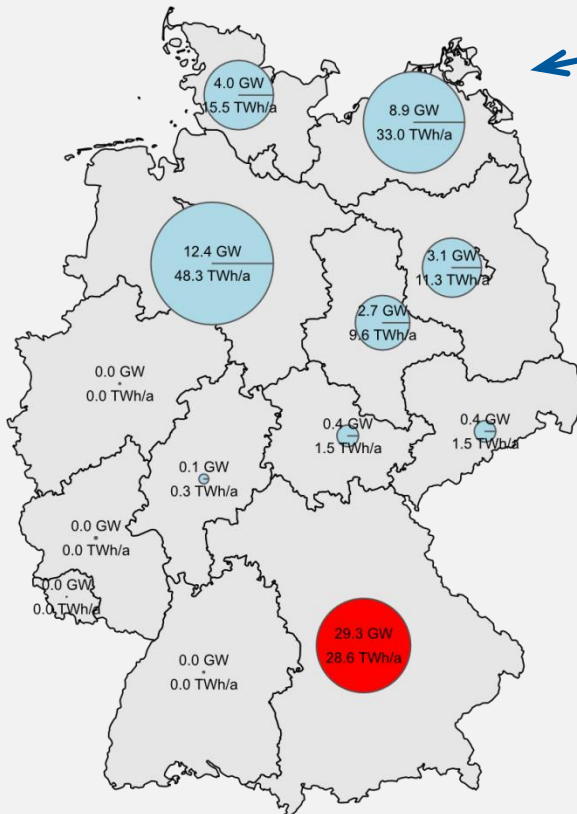 4.0 GW
15.5 TWh/a
8.9 GW
33.0 TWh/a
12.4 GW
48.3 TWh/a
3.1 GW
11.3 TWh/a
2.7 GW
9.6 TWh/a
0.0 GW
0.0 TWh/a
0.4 GW
1.5 TWh/a
0.4 GW
1.5 TWh/a
0.1 GW
0.3 TWh/a
0.0 GW
0.0 TWh/a
0.0 GW
0.0 TWh/a
29.3 GW
28.6 TWh/a
0.0 GW
0.0 TWh/a